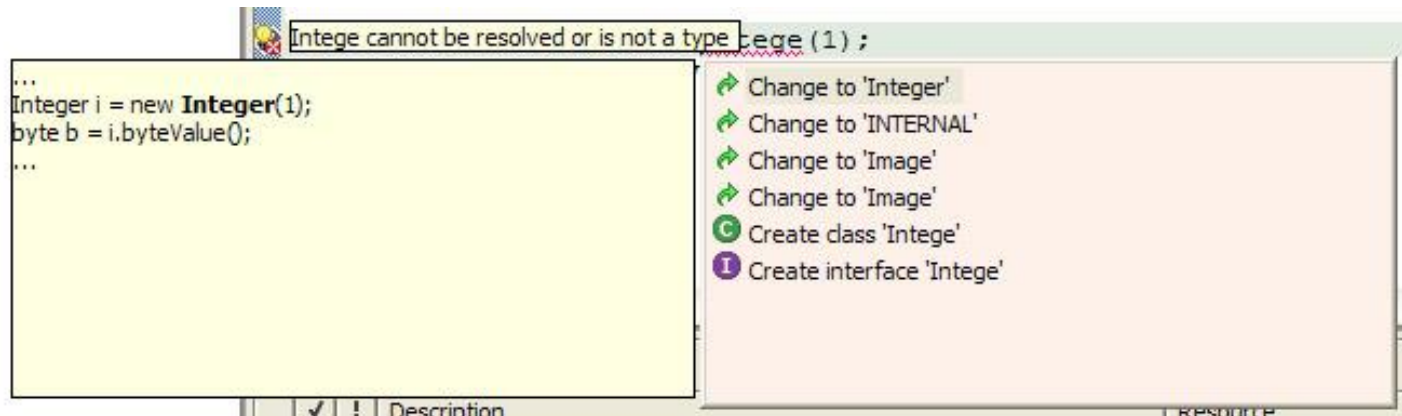 Intege cannot be resolved or is not a type
tege(1);
...
Integer i = new Integer(1);
byte b = i.byteValue();
...
Change to 'Integer'
Change to 'INTERNAL'
Change to 'Image'
Change to 'Image'
C Create class 'Intege'
I Create interface 'Intege'
! Description
Resource